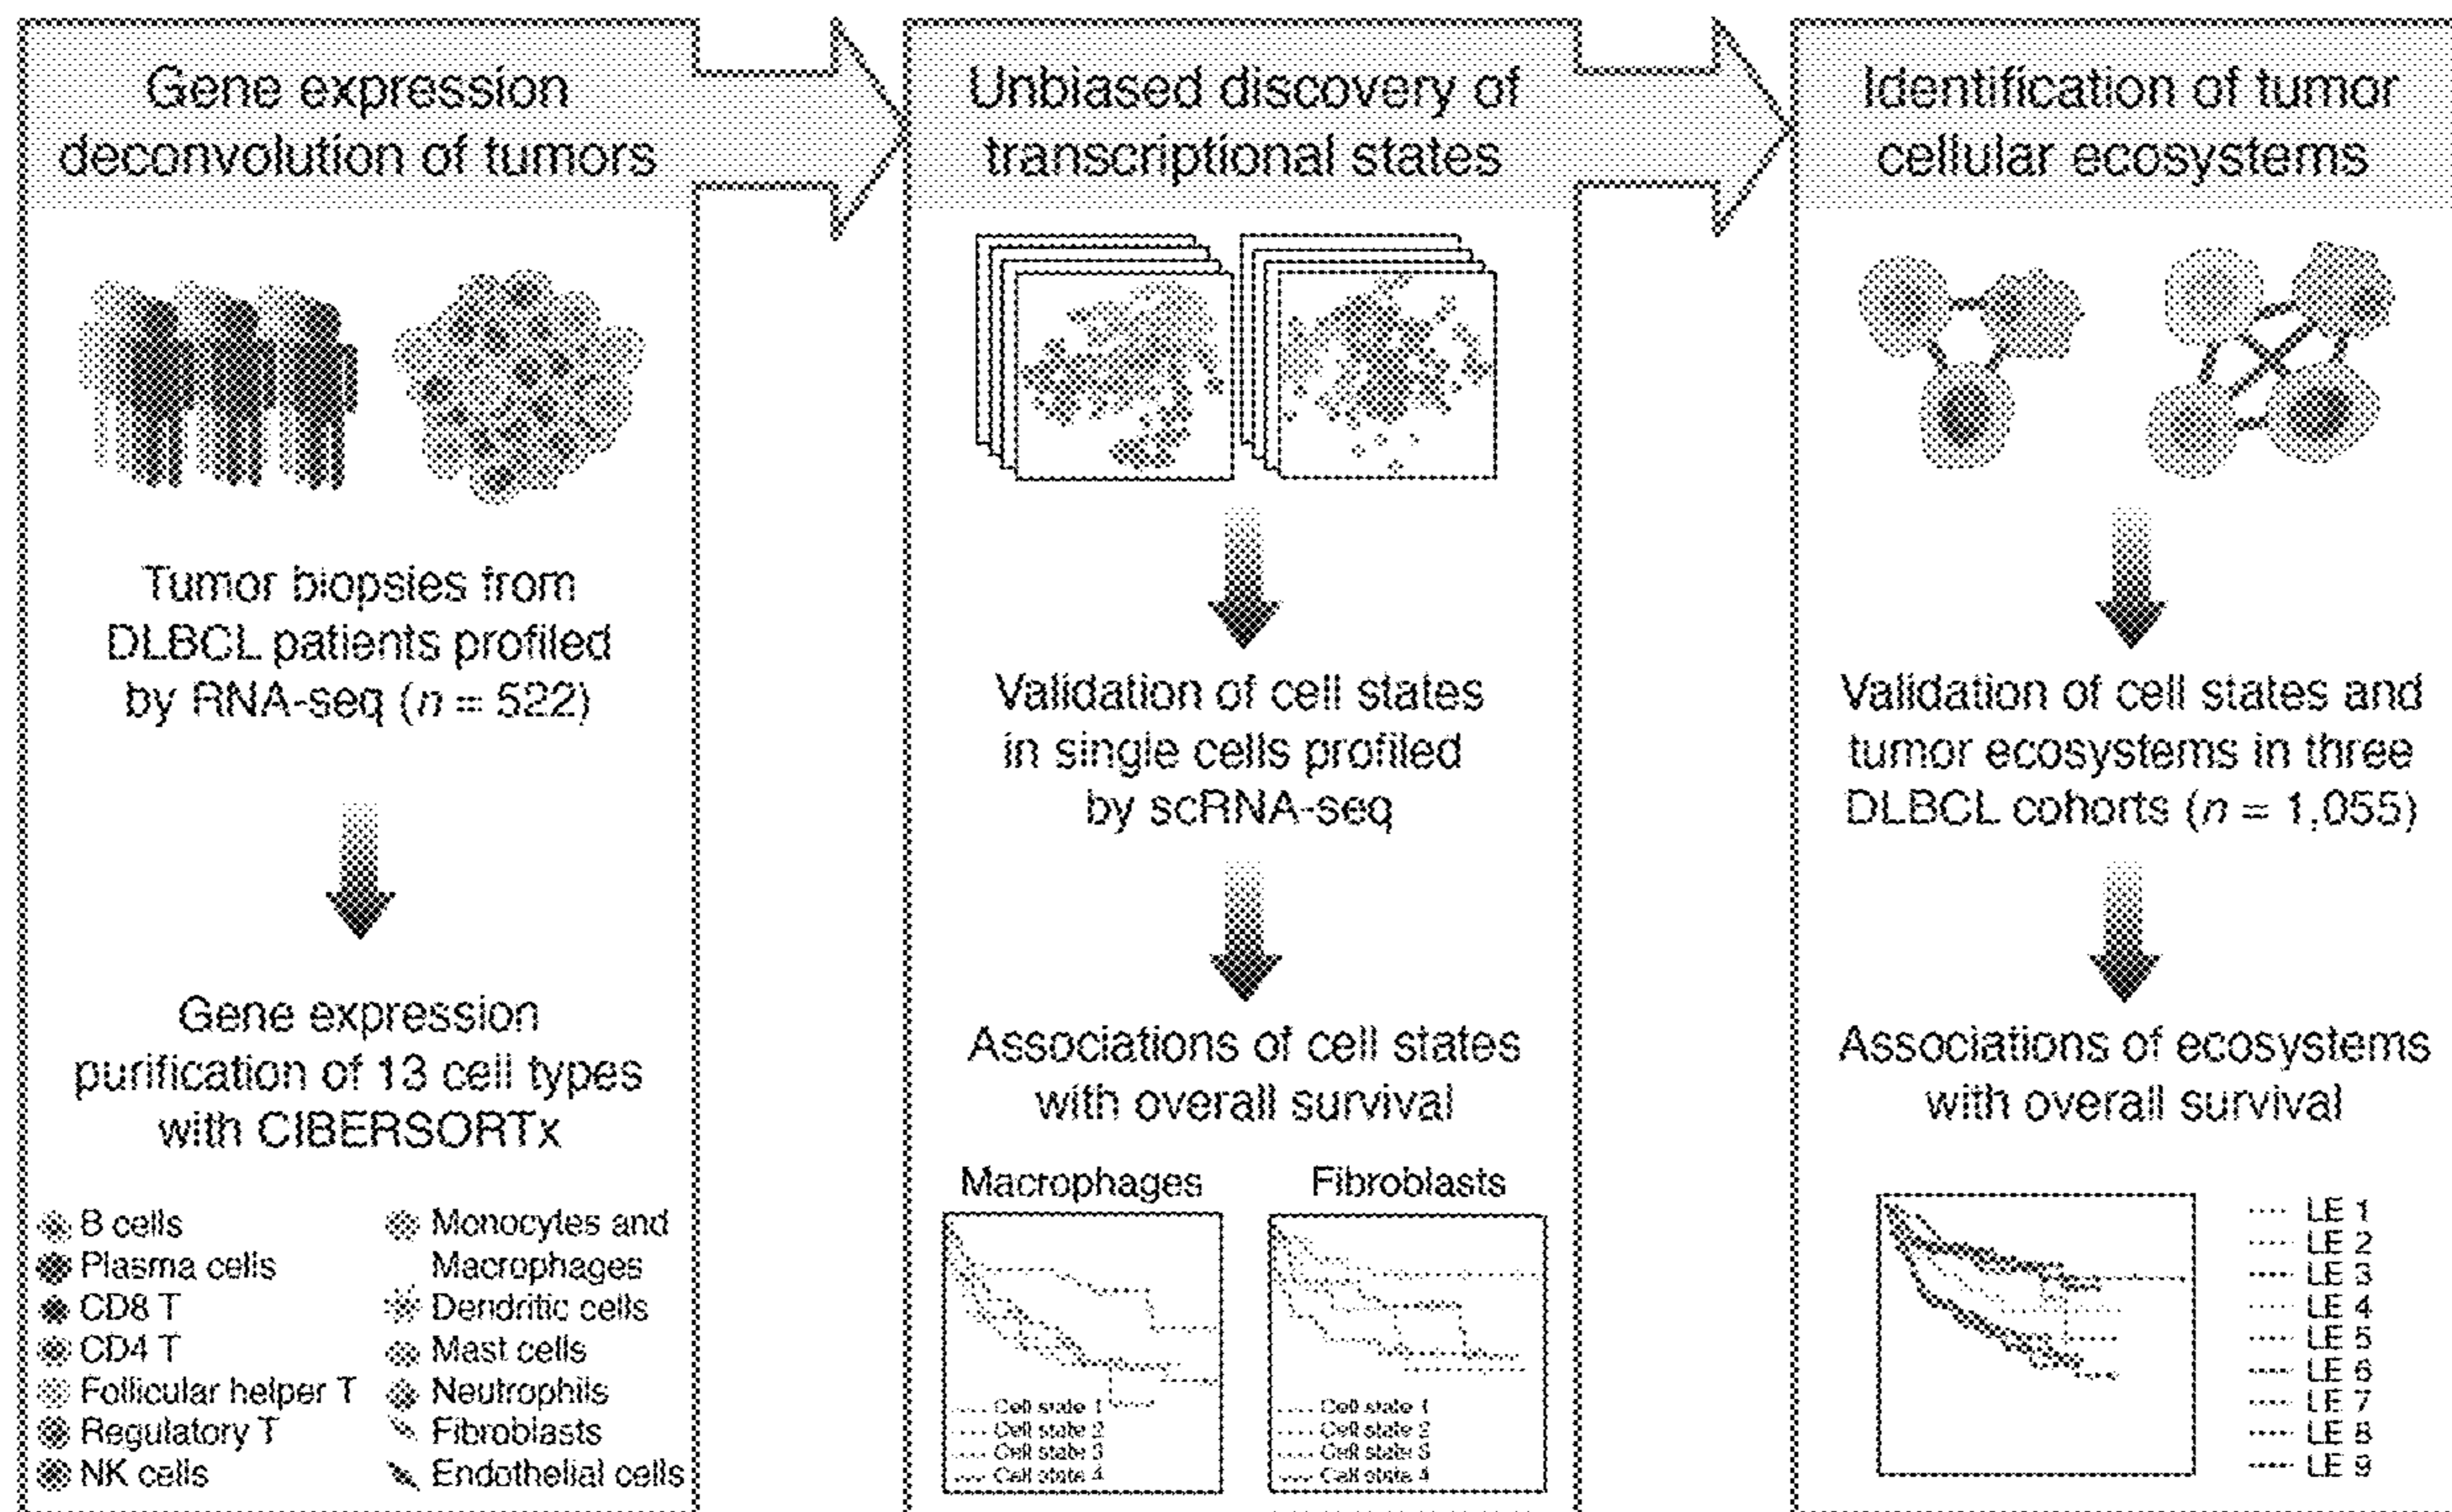 Gene expression
deconvolution of tumors
Tumor biopsies from
DLBCL patients profiled
by RNA-seq (n = 522)
Gene expression
purification of 13 cell types
with CIBERSORTx
B cells
Plasma cells
CD8 T
CD4 T
Follicular helper T
Regulatory T
NK cells
Monocytes and
Macrophages
Dendritic cells
Mast cells
Neutrophils
Fibroblasts
Endothelial cells
Unbiased discovery of
transcriptional states
Validation of cell states
in single cells profiled
by scRNA-seq
Associations of cell states
with overall survival
Macrophages
Cell state 1
Cell state 2
Cell state 3
Cell state 4
Fibroblasts
Cell state 1
Cell state 2
Cell state 3
Cell state 4
Identification of tumor
cellular ecosystems
Validation of cell states and
tumor ecosystems in three
DLBCL cohorts (n = 1,055)
Associations of ecosystems
with overall survival
LE 1
LE 2
LE 3
LE 4
LE 5
LE 6
LE 7
LE 8
LE 9